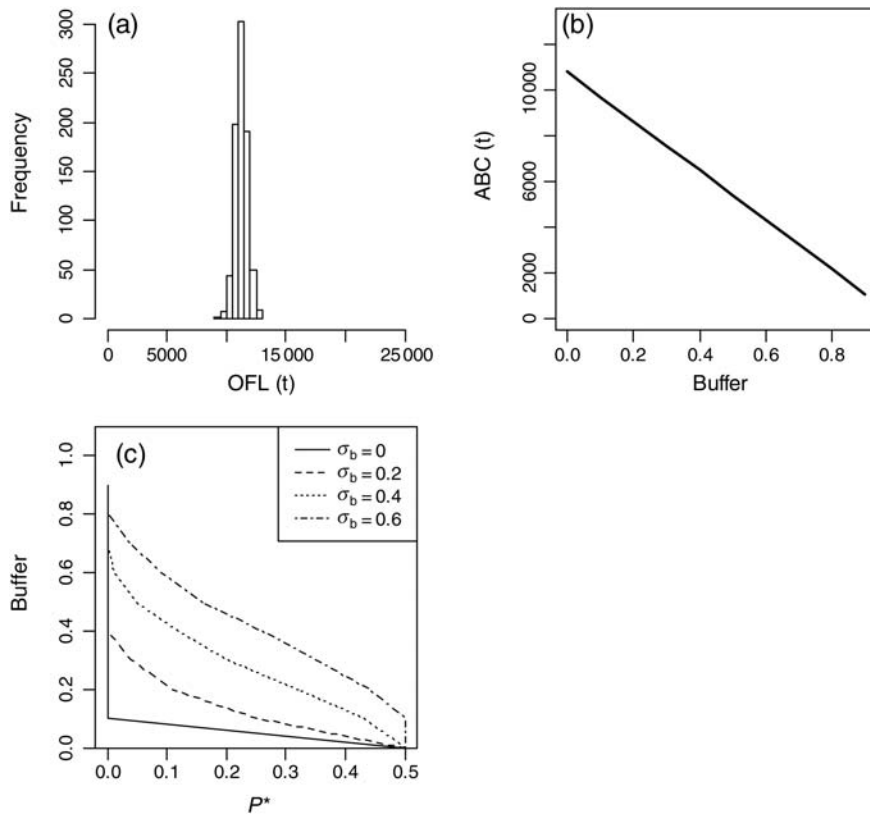 (a)
Frequency
300
250
200
150
100
50
0
0 5000 15 000 25 000
OFL (t)
(b)
ABC (t)
10 000
6000
2000
0
0.0 0.2 0.4 0.6 0.8
Buffer
(c)
Buffer
1.0
0.8
0.6
0.4
0.2
0.0
σb = 0
σb = 0.2
σb = 0.4
σb = 0.6
0.0 0.1 0.2 0.3 0.4 0.5
P*